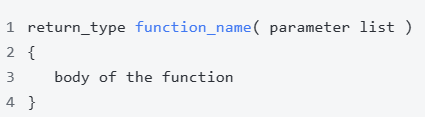 1 return_type function_name( parameter list )
2 {
3    body of the function
4 }